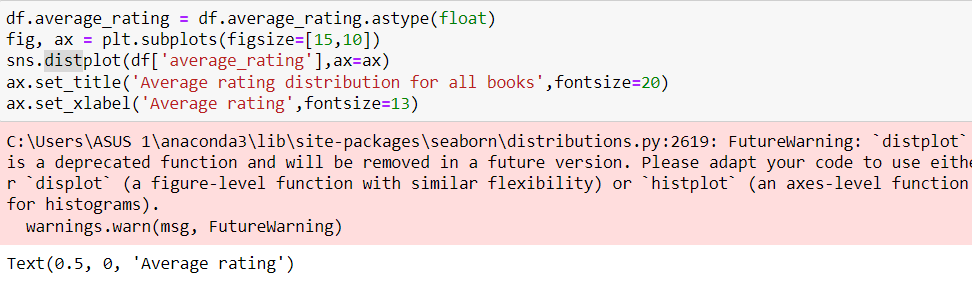 df.average_rating = df.average_rating.astype(float)
fig, ax = plt.subplots(figsize=[15,10])
sns.distplot(df['average_rating'],ax=ax)
ax.set_title('Average rating distribution for all books',fontsize=20)
ax.set_xlabel('Average rating',fontsize=13)
C:\Users\ASUS 1\anaconda3\lib\site-packages\seaborn\distributions.py:2619: FutureWarning: `distplot`
is a deprecated function and will be removed in a future version. Please adapt your code to use eithe
r `displot` (a figure-level function with similar flexibility) or `histplot` (an axes-level function
for histograms).
  warnings.warn(msg, FutureWarning)
Text(0.5, 0, 'Average rating')